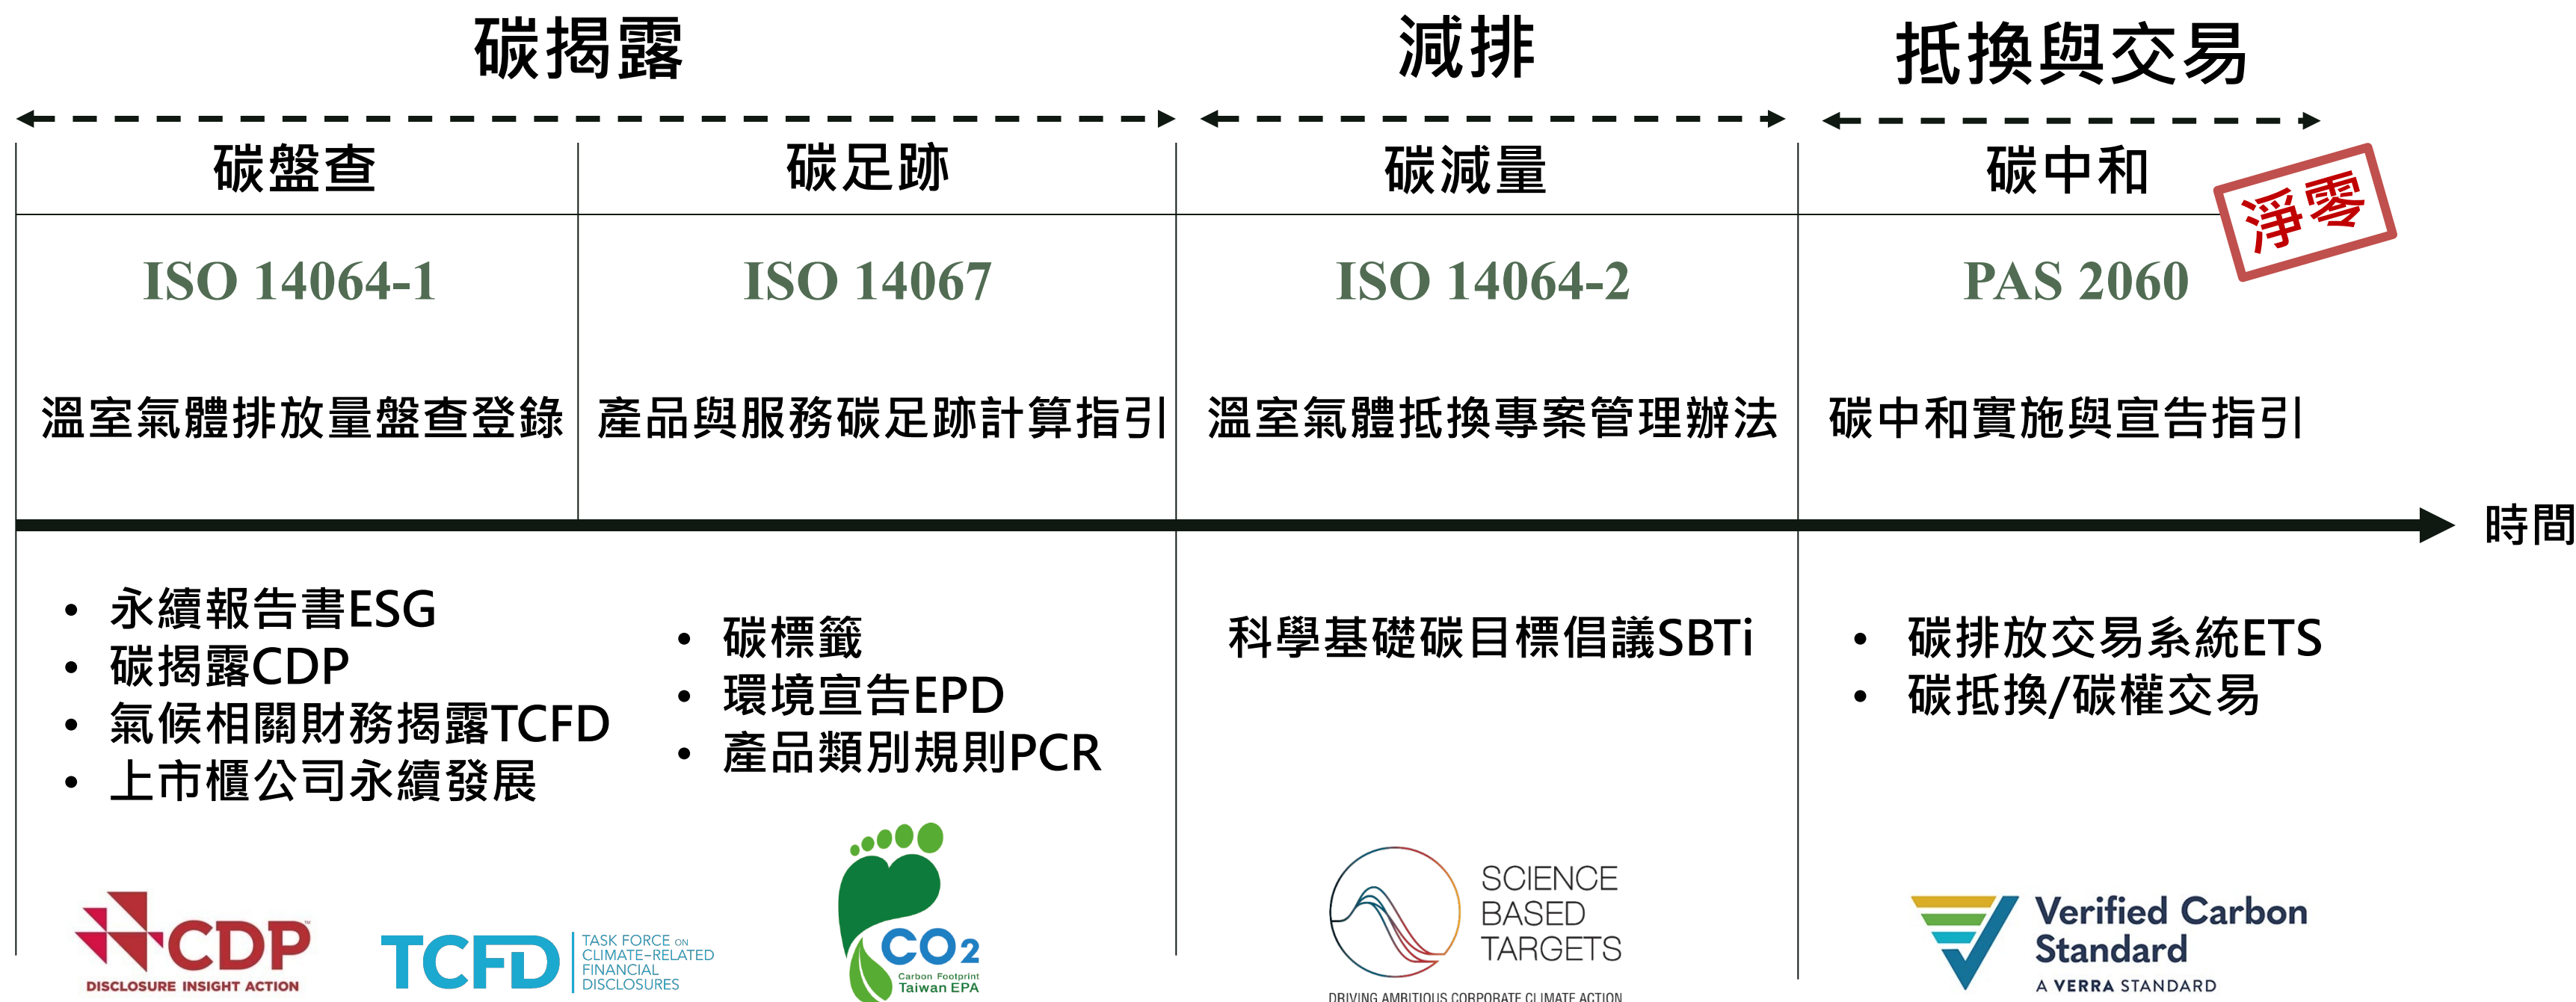 碳揭露
減排
抵換與交易
碳盤查
碳足跡
碳減量
碳中和
淨零
ISO 14064-1
ISO 14067
ISO 14064-2
PAS 2060
溫室氣體排放量盤查登錄
產品與服務碳足跡計算指引
溫室氣體抵換專案管理辦法
碳中和實施與宣告指引
時間
• 永續報告書ESG
• 碳揭露CDP
• 氣候相關財務揭露TCFD
• 上市櫃公司永續發展
• 碳標籤
• 環境宣告EPD
• 產品類別規則PCR
科學基礎碳目標倡議SBTi
• 碳排放交易系統ETS
• 碳抵換/碳權交易
CDP
DISCLOSURE INSIGHT ACTION
TCFD
TASK FORCE ON
CLIMATE-RELATED
FINANCIAL
DISCLOSURES
CO2
Carbon Footprint
Taiwan EPA
SCIENCE
BASED
TARGETS
DRIVING AMBITIOUS CORPORATE CLIMATE ACTION
Verified Carbon
Standard
A VERRA STANDARD